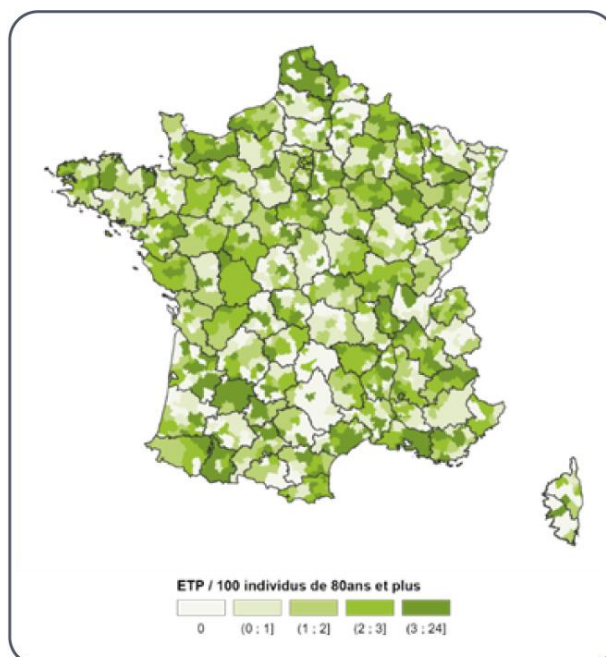 ETP / 100 individus de 80ans et plus
0 (0 ; 1] (1 ; 2] (2 ; 3] (3 ; 24]